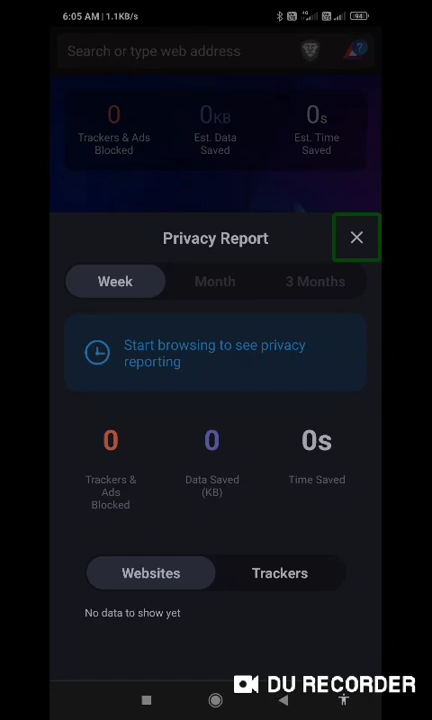 6:05 AM | 1.1KB/s
94
Search or type web address
?
0
0KB
0s
Trackers & Ads
Blocked
Est. Data
Saved
Est. Time
Saved
Privacy Report
Week
Month
3 Months
Start browsing to see privacy
reporting
0
0
0s
Trackers &
Ads
Blocked
Data Saved
(KB)
Time Saved
Websites
Trackers
No data to show yet
DU RECORDER